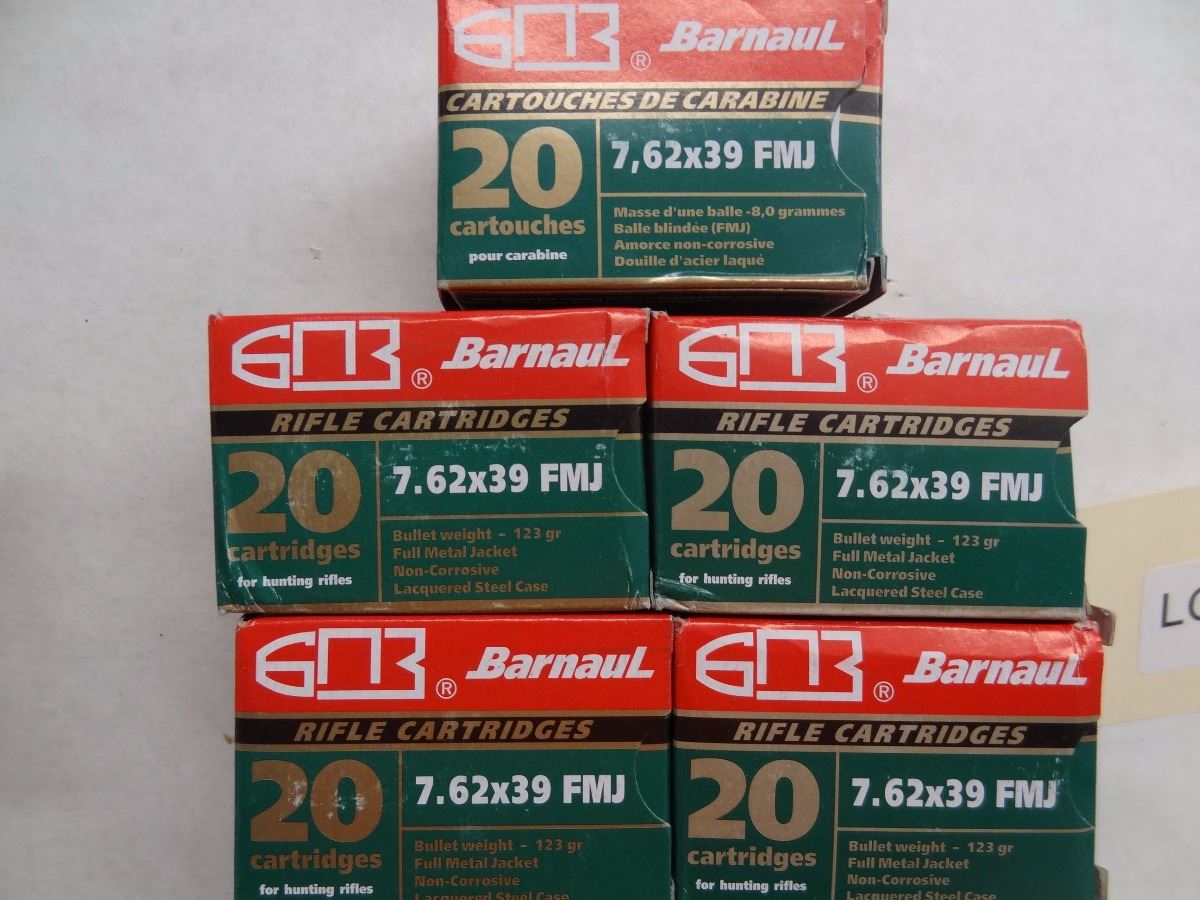 БПЗ ® Barnaul
CARTOUCHES DE CARABINE
20
cartouches
pour carabine
7,62x39 FMJ
Masse d'une balle -8,0 grammes
Balle blindée (FMJ)
Amorce non-corrosive
Douille d'acier laqué
БПЗ ® Barnaul
RIFLE CARTRIDGES
20
cartridges
for hunting rifles
7.62x39 FMJ
Bullet weight - 123 gr
Full Metal Jacket
Non-Corrosive
Lacquered Steel Case
БПЗ ® Barnaul
RIFLE CARTRIDGES
20
cartridges
for hunting rifles
7.62x39 FMJ
Bullet weight - 123 gr
Full Metal Jacket
Non-Corrosive
Lacquered Steel Case
БПЗ ® Barnaul
RIFLE CARTRIDGES
20
cartridges
for hunting rifles
7.62x39 FMJ
Bullet weight - 123 gr
Full Metal Jacket
Non-Corrosive
Lacquered Steel Case
БПЗ ® Barnaul
RIFLE CARTRIDGES
20
cartridges
for hunting rifles
7.62x39 FMJ
Bullet weight - 123 gr
Full Metal Jacket
Non-Corrosive
Lacquered Steel Case